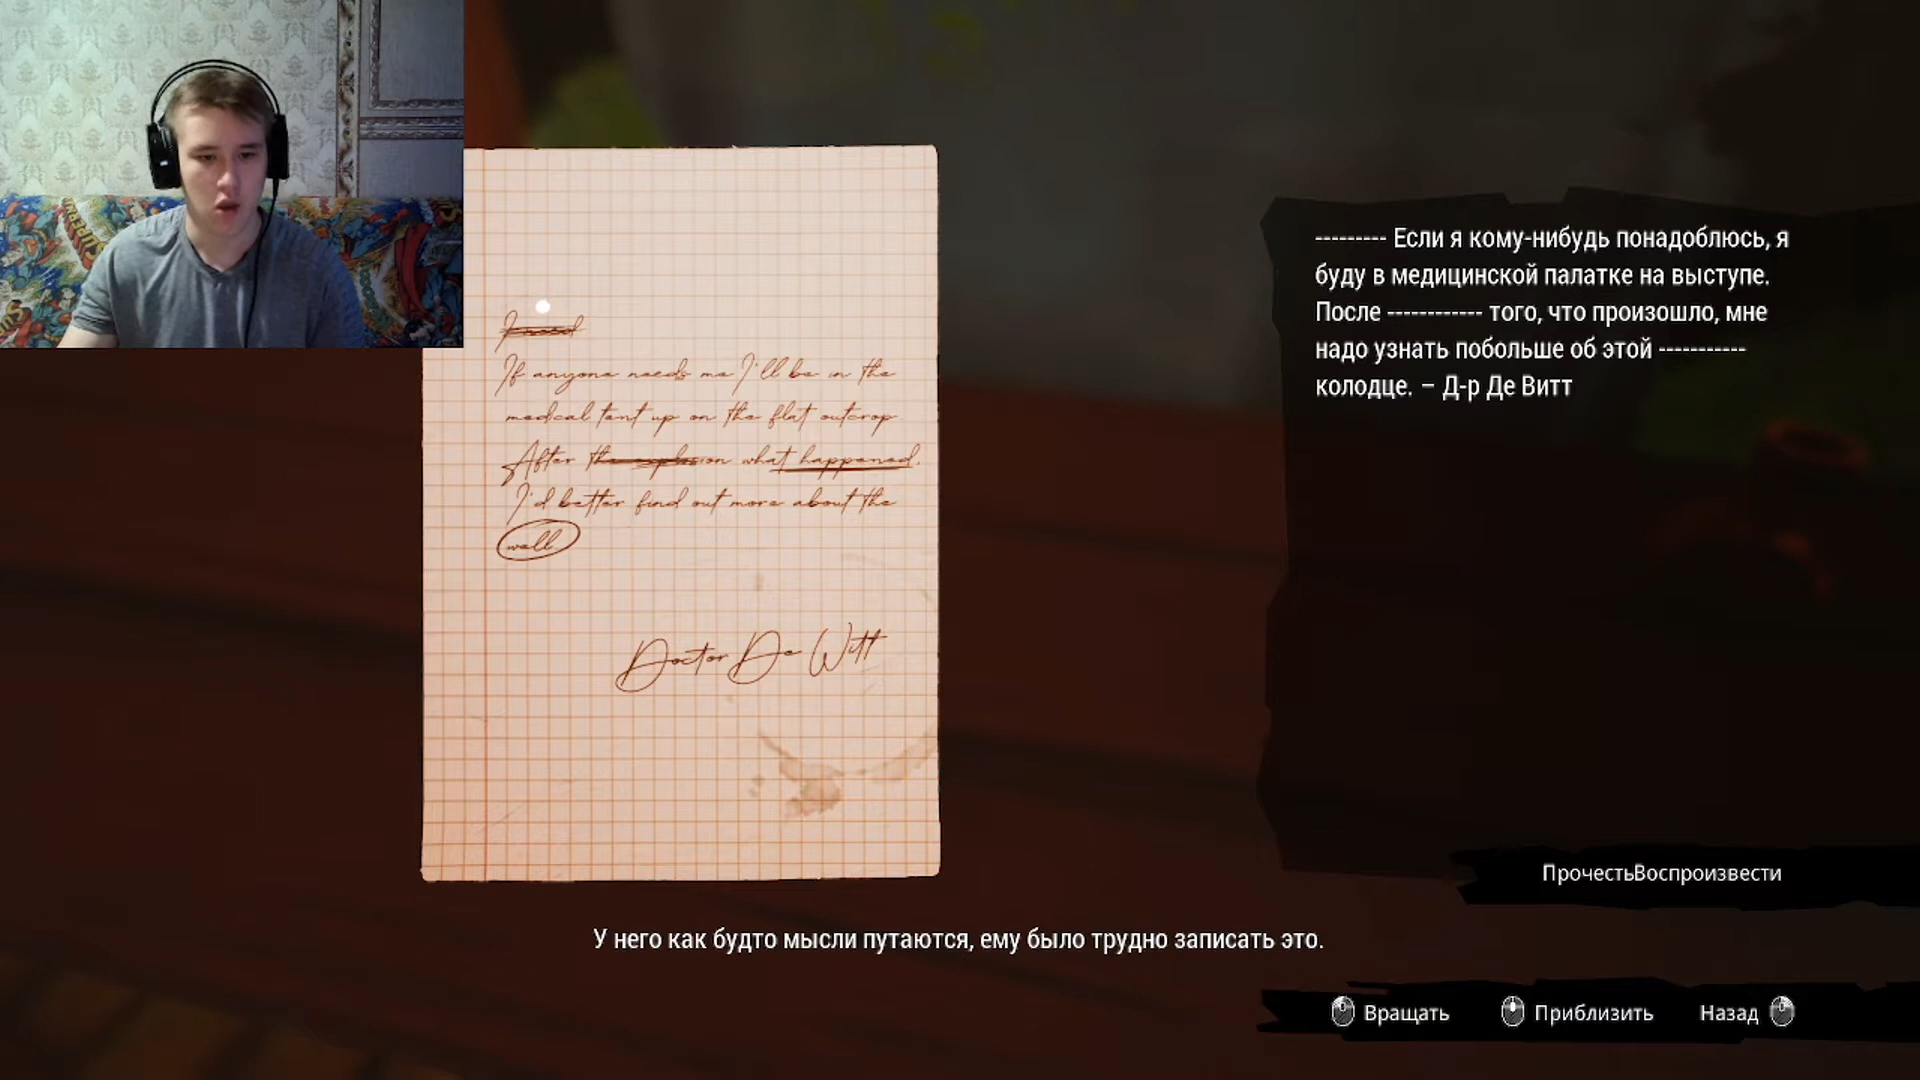 I need
If anyone needs me I'll be in the
medical tent up on the flat outcrop
After the explosion what happened.
I'd better find out more about the
well
Doctor De Witt
--------- Если я кому-нибудь понадоблюсь, я
буду в медицинской палатке на выступе.
После ------------ того, что произошло, мне
надо узнать побольше об этой -----------
колодце. – Д-р Де Витт
ПрочестьВоспроизвести
У него как будто мысли путаются, ему было трудно записать это.
Вращать
Приблизить
Назад